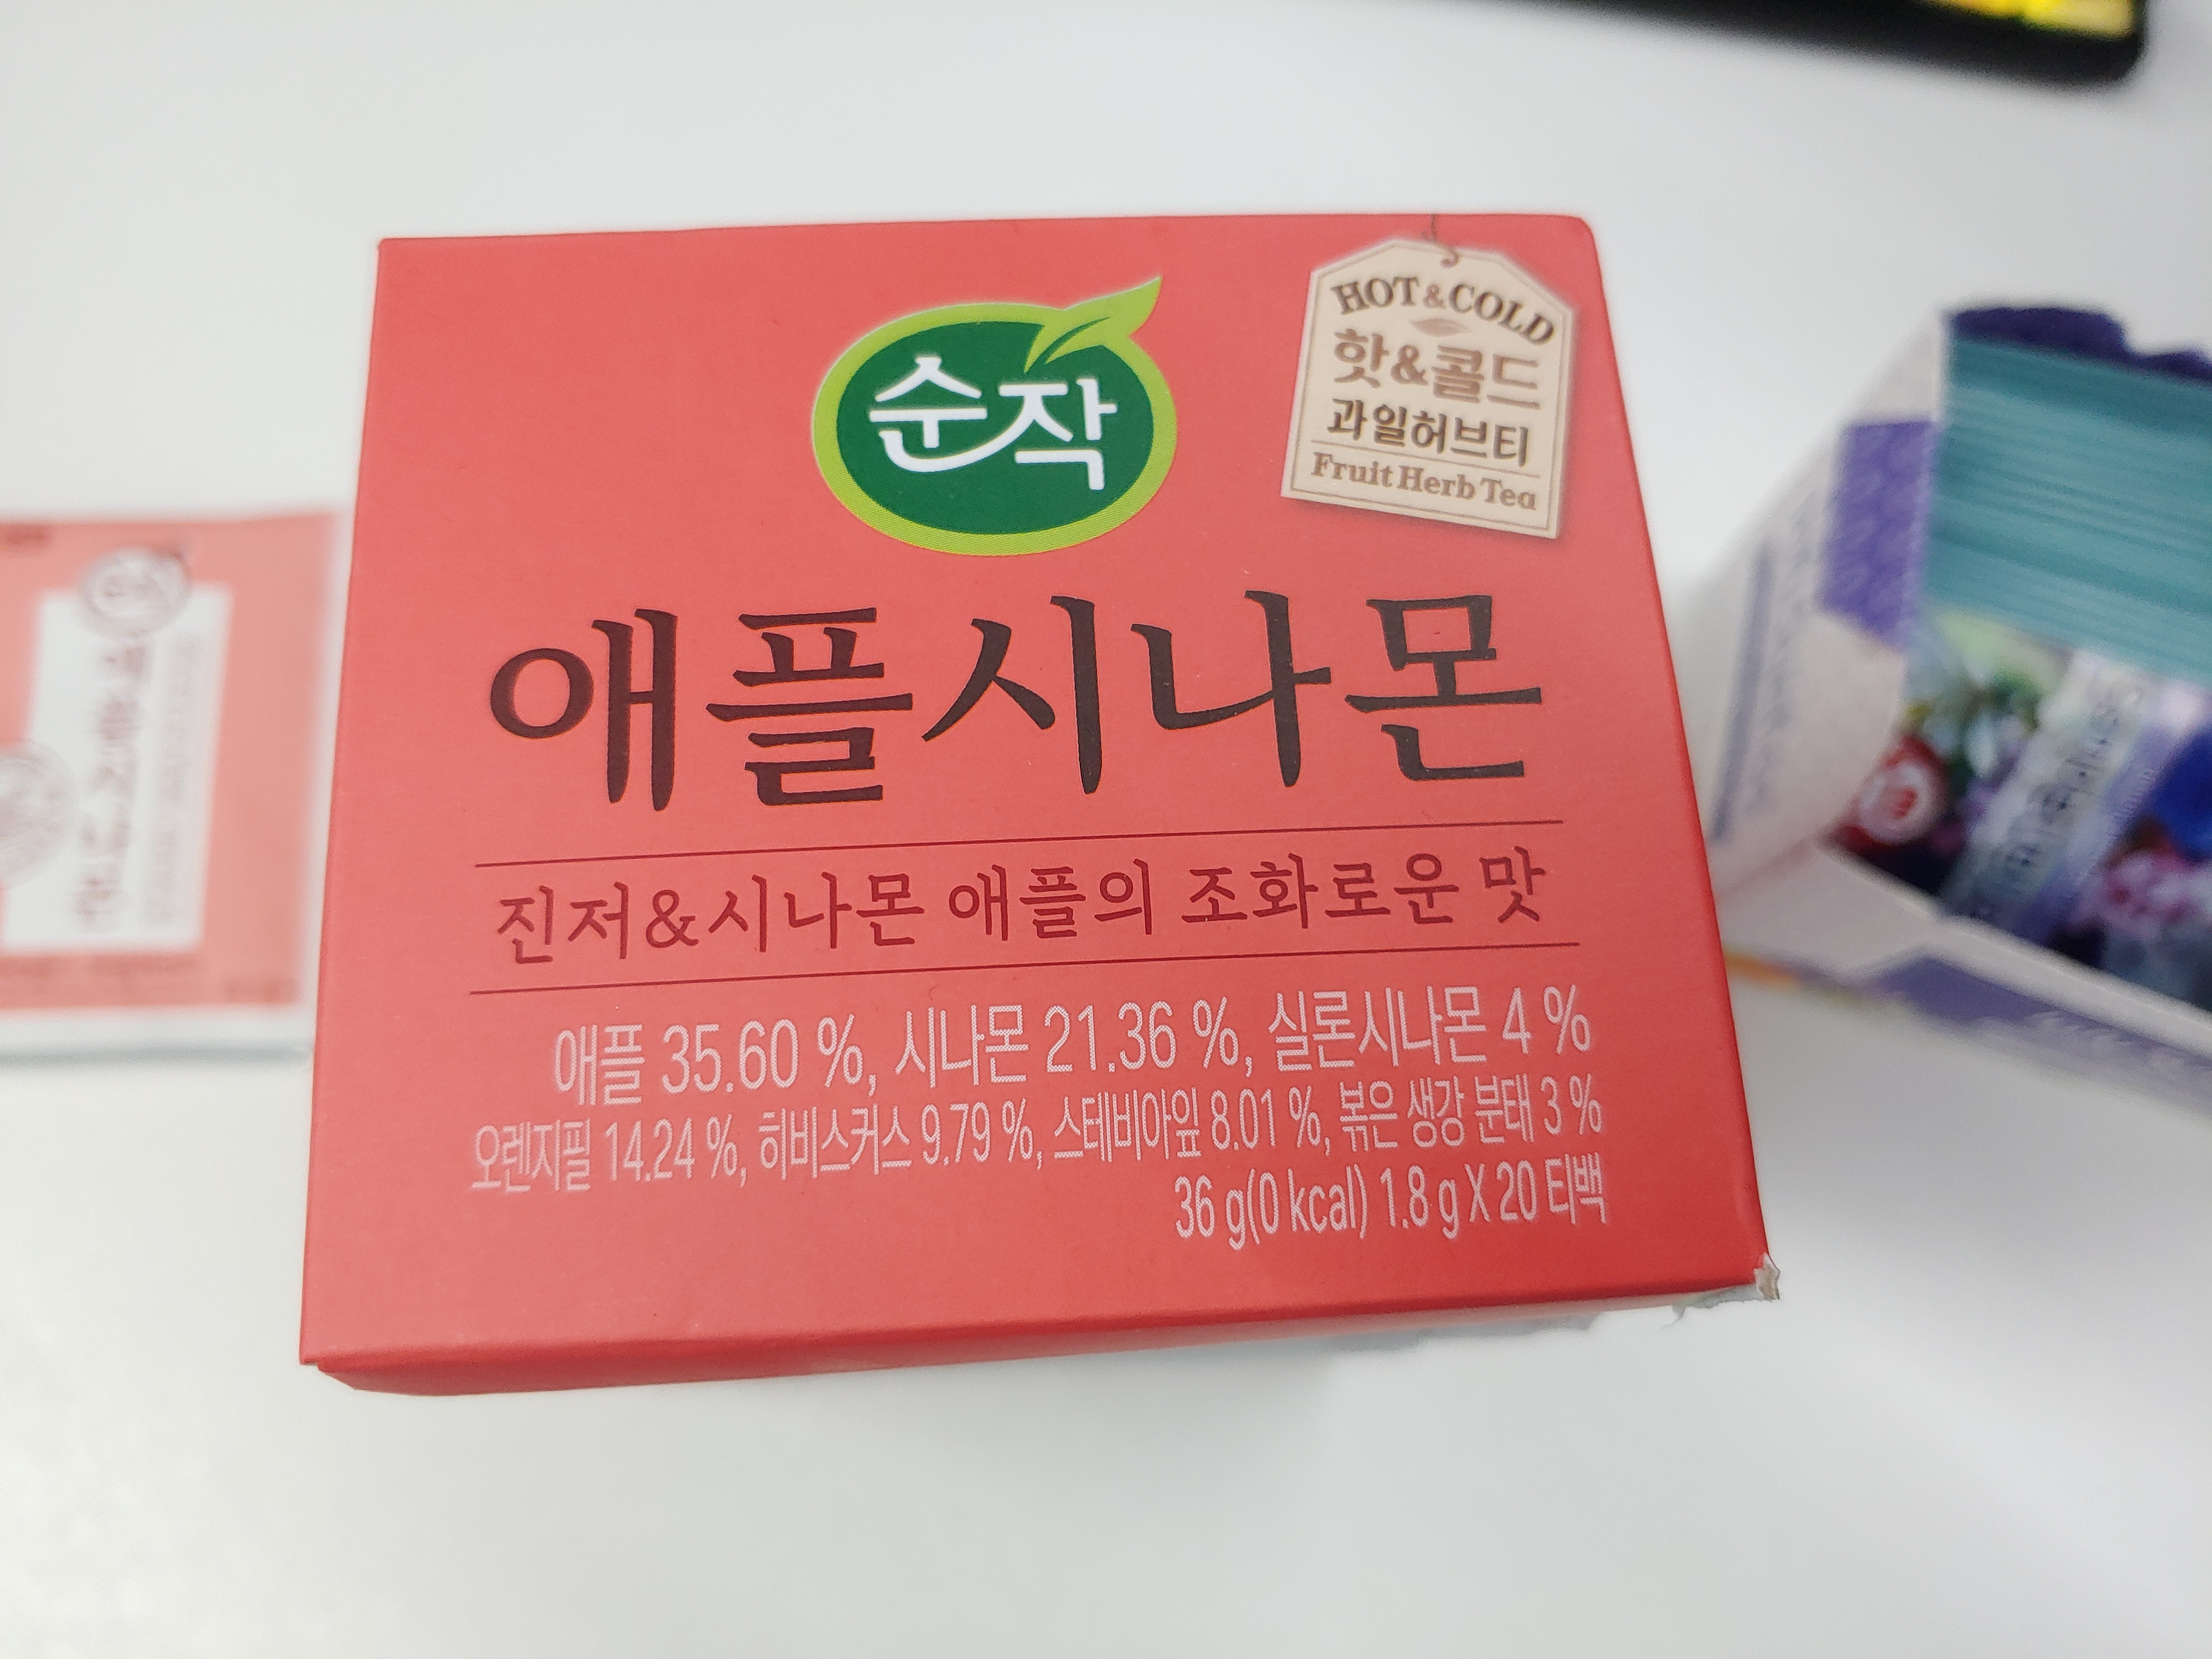 순작
HOT&COLD
핫&콜드
과일허브티
Fruit Herb Tea
애플시나몬
진저&시나몬 애플의 조화로운 맛
애플 35.60 %, 시나몬 21.36 %, 실론시나몬 4 %
오렌지필 14.24 %, 히비스커스 9.79 %, 스테비아잎 8.01 %, 볶은 생강 분태 3 %
36 g(0 kcal) 1.8 g X 20 티백